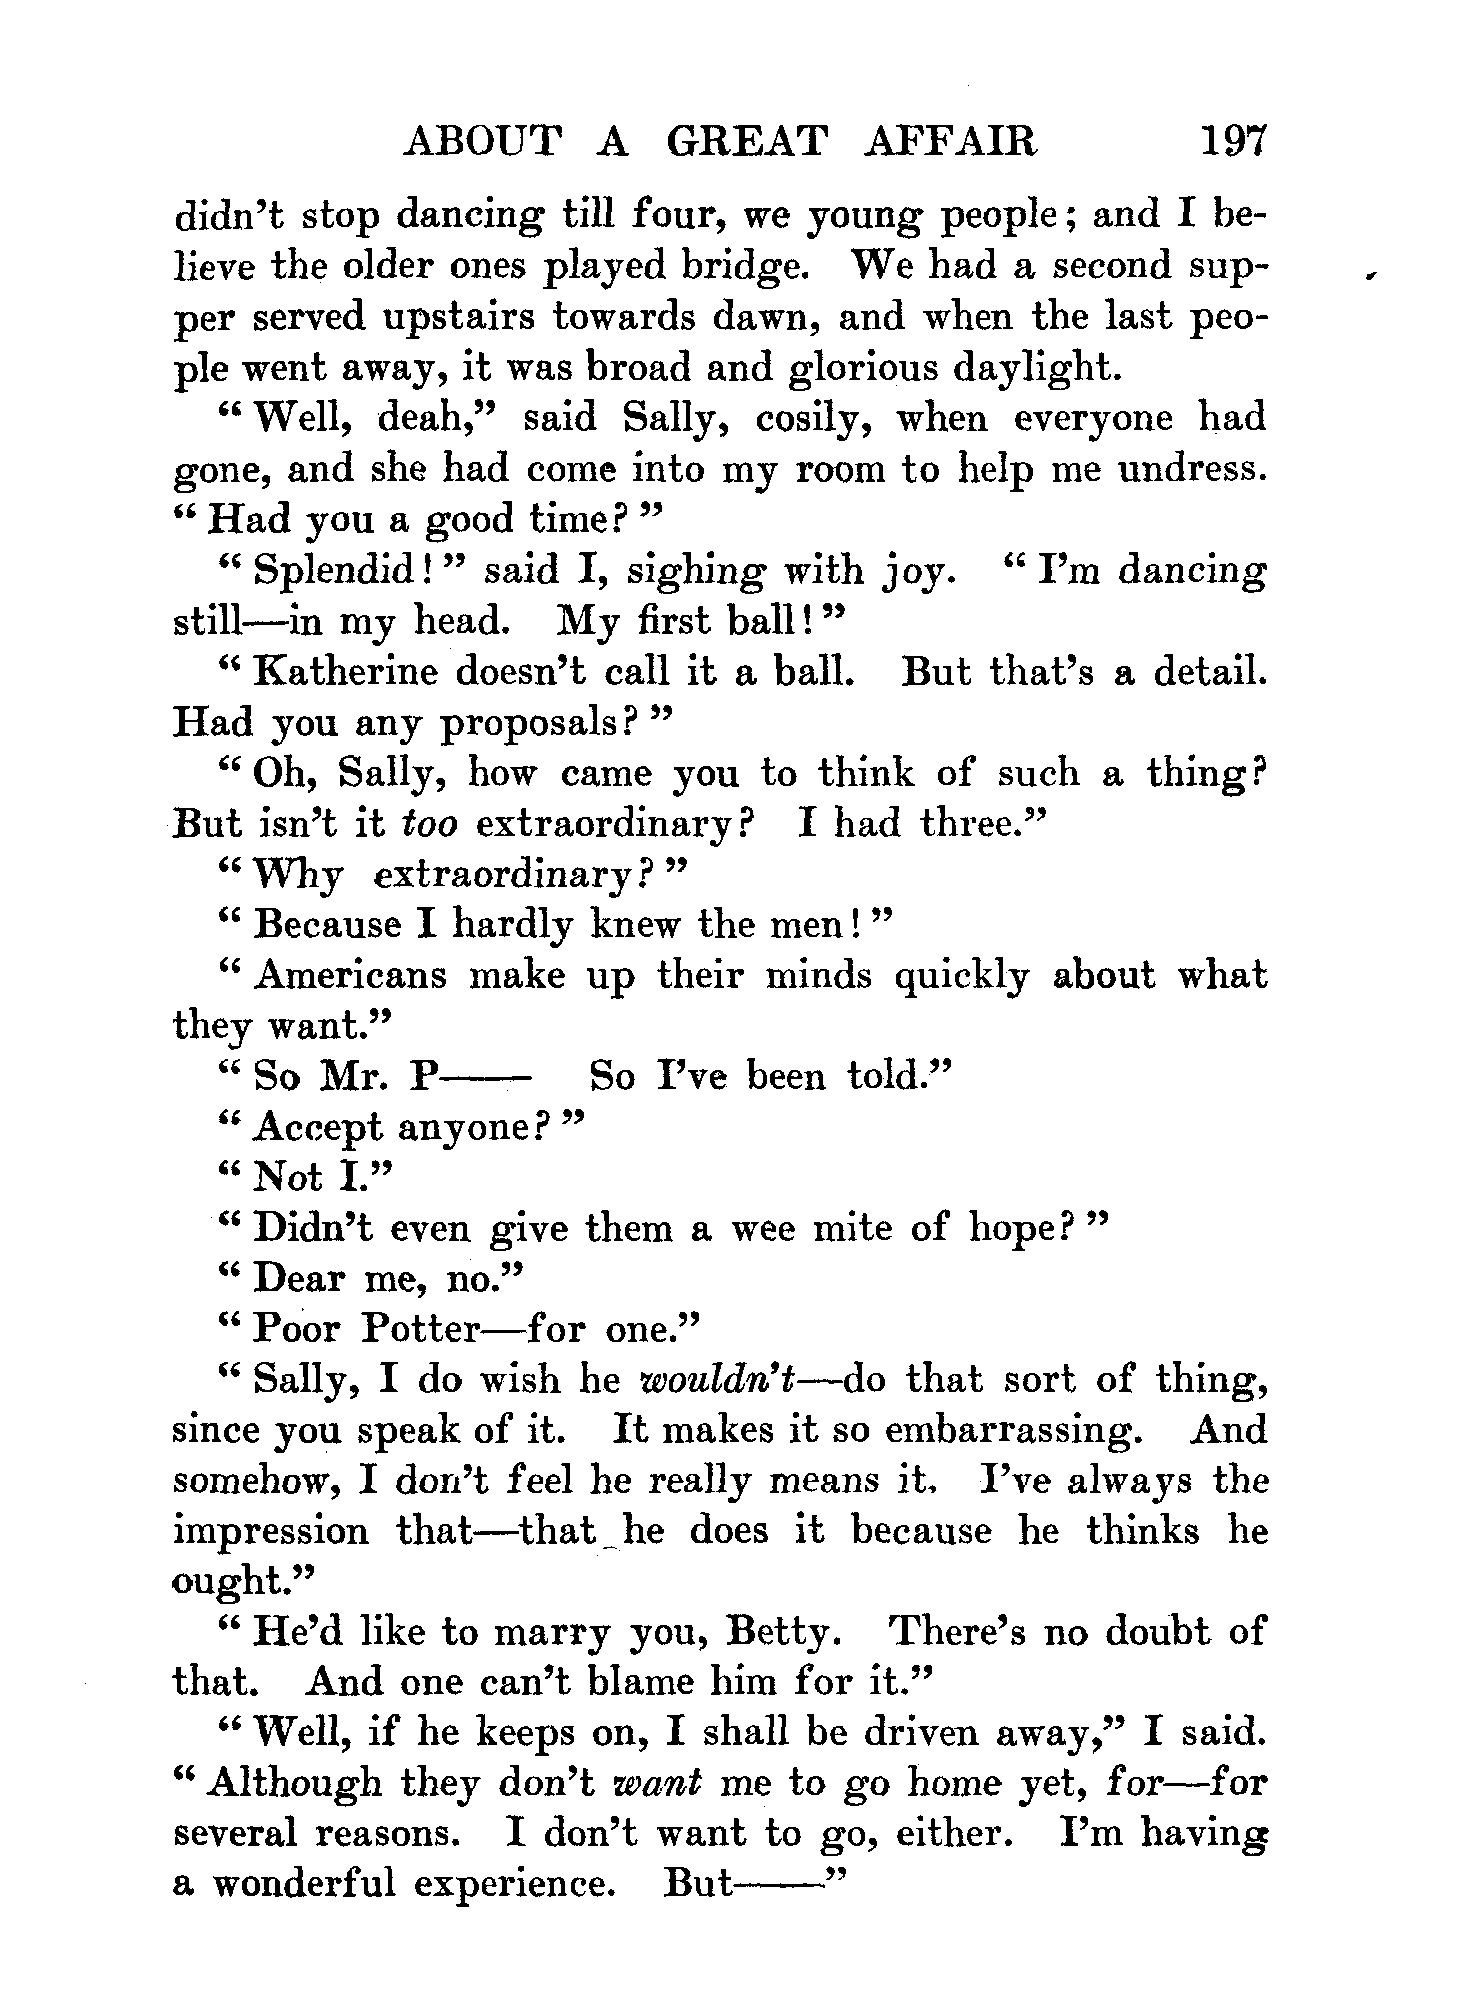 ABOUT A GREAT AFFAIR 197
didn't stop dancing till four, we young people; and I be-
lieve the older ones played bridge. We had a second sup-
per served upstairs towards dawn, and when the last peo-
ple went away, it was broad and glorious daylight.
“ Well, deah,” said Sally, cosily, when everyone had
gone, and she had come into my room to help me undress.
“ Had you a good time? ”
“ Splendid! ” said I, sighing with joy. “ I'm dancing
still—in my head. My first ball! ”
“ Katherine doesn't call it a ball. But that's a detail.
Had you any proposals? ”
“ Oh, Sally, how came you to think of such a thing?
But isn't it too extraordinary? I had three.”
“ Why extraordinary? ”
“ Because I hardly knew the men! ”
“ Americans make up their minds quickly about what
they want.”
“ So Mr. P—— So I've been told.”
“ Accept anyone? ”
“ Not I.”
“ Didn't even give them a wee mite of hope? ”
“ Dear me, no.”
“ Poor Potter—for one.”
“ Sally, I do wish he wouldn't—do that sort of thing,
since you speak of it. It makes it so embarrassing. And
somehow, I don't feel he really means it. I've always the
impression that—that he does it because he thinks he
ought.”
“ He'd like to marry you, Betty. There's no doubt of
that. And one can't blame him for it.”
“ Well, if he keeps on, I shall be driven away,” I said.
“ Although they don't want me to go home yet, for—for
several reasons. I don't want to go, either. I'm having
a wonderful experience. But——”